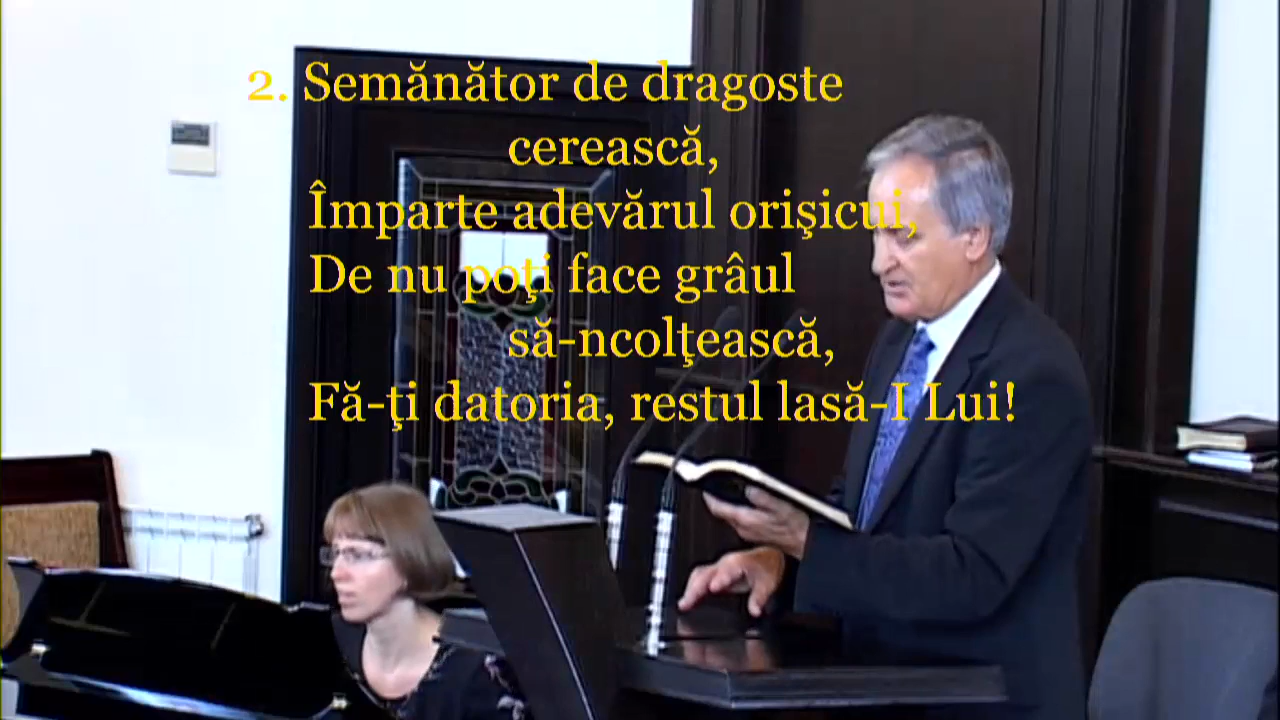 2. Semănător de dragoste
cerească,
Împarte adevărul orişicui,
De nu poţi face grâul
să-ncolţească,
Fă-ţi datoria, restul lasă-I Lui!